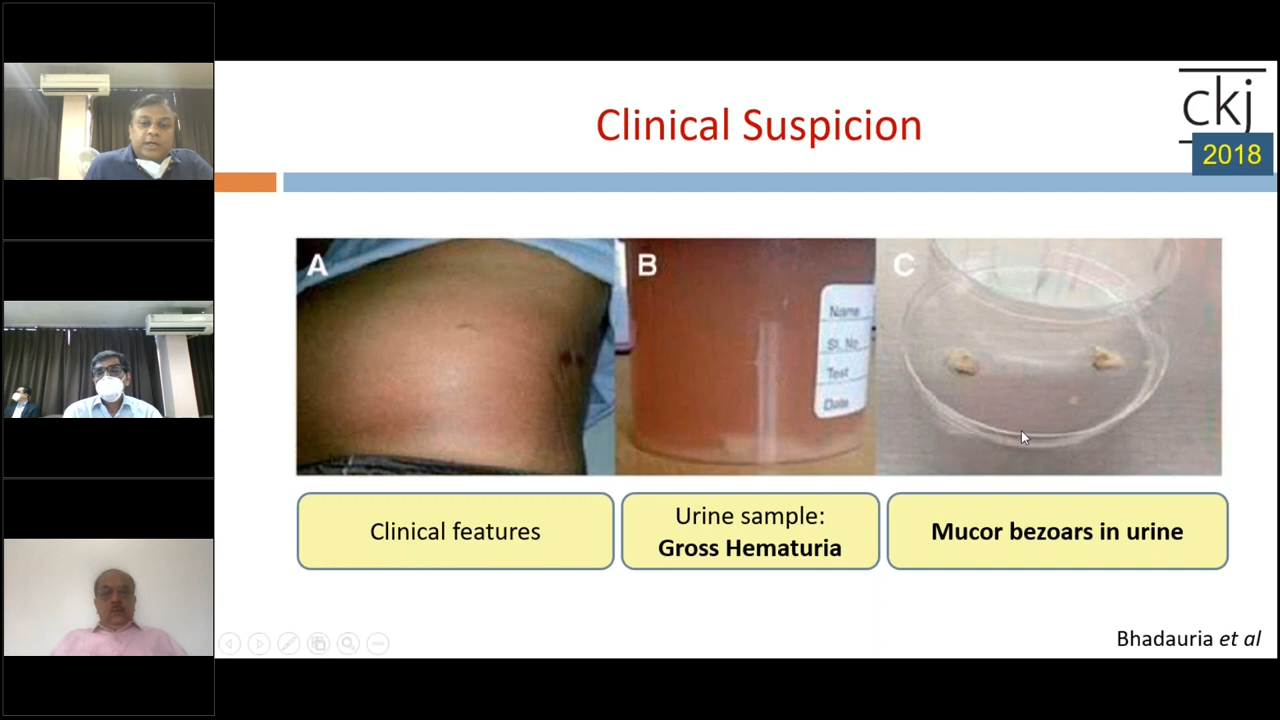 ckj
2018
Clinical Suspicion
A
B
C
Name
Sl. No
Test
Date
Clinical features
Urine sample:
Gross Hematuria
Mucor bezoars in urine
Bhadauria et al